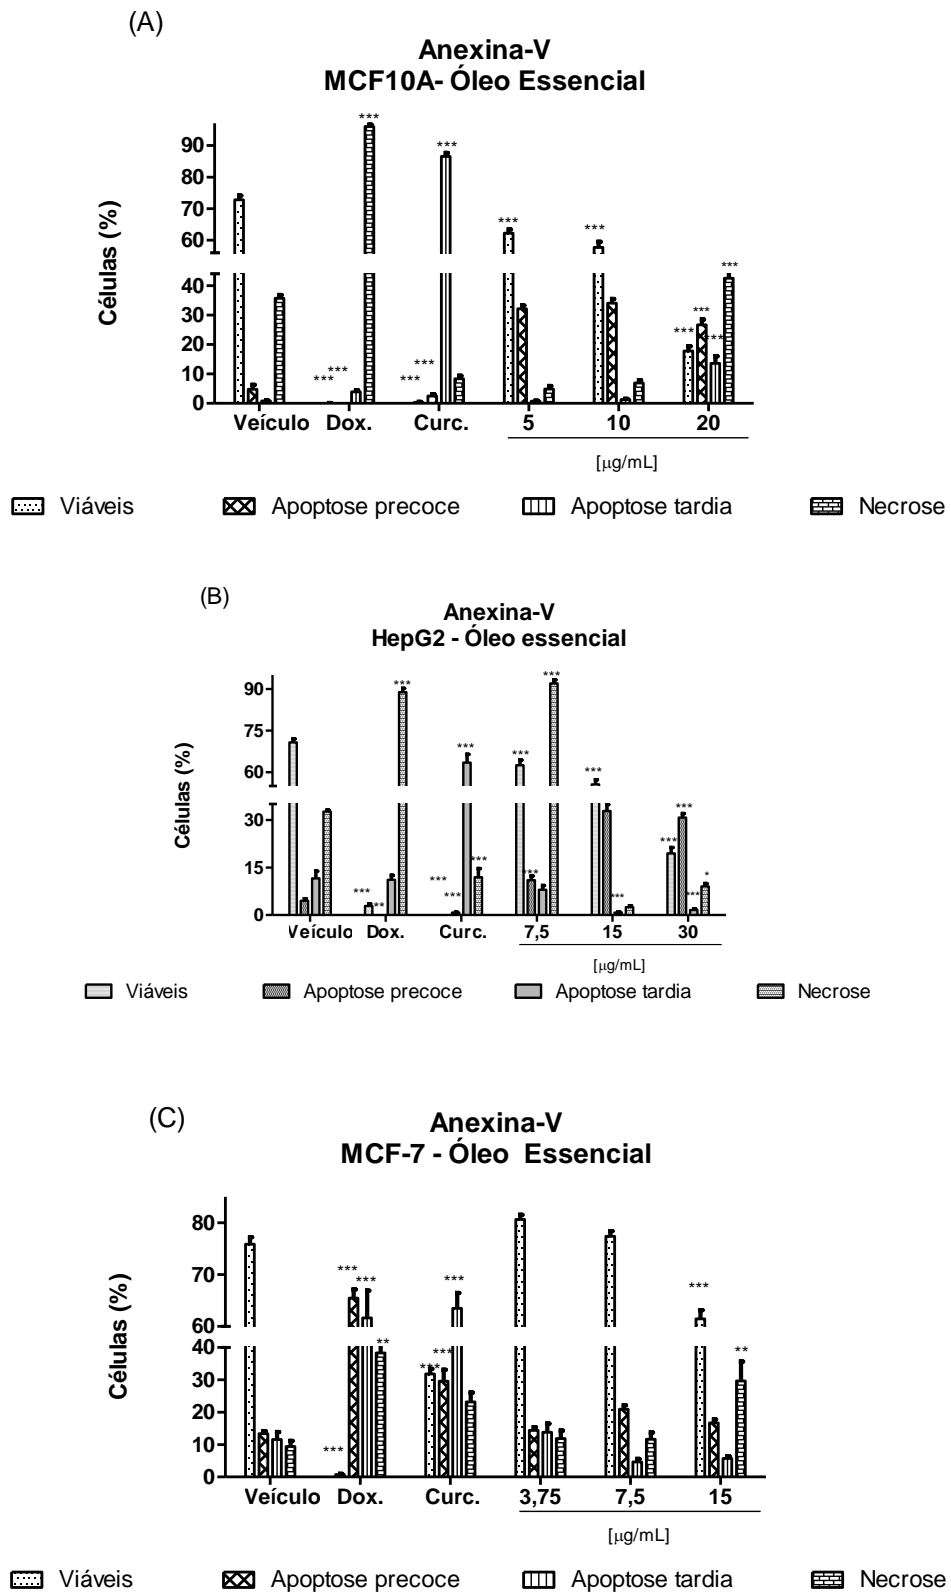 (A)
Anexina-V
MCF10A- Óleo Essencial
Células (%)
90
80
70
60
40
30
20
10
0
***
***
***
***
***
***
***
***
***
***
***
***
Veículo Dox. Curc. 5 10 20
[µg/mL]
Viáveis Apoptose precoce Apoptose tardia Necrose
(B)
Anexina-V
HepG2 - Óleo essencial
Células (%)
90
75
60
30
15
0
***
***
***
***
***
***
**
***
***
***
***
***
***
***
***
*
Veículo Dox. Curc. 7,5 15 30
[µg/mL]
Viáveis Apoptose precoce Apoptose tardia Necrose
(C)
Anexina-V
MCF-7 - Óleo Essencial
Células (%)
80
70
60
40
30
20
10
0
***
***
***
***
**
***
***
**
***
Veículo Dox. Curc. 3,75 7,5 15
[µg/mL]
Viáveis Apoptose precoce Apoptose tardia Necrose